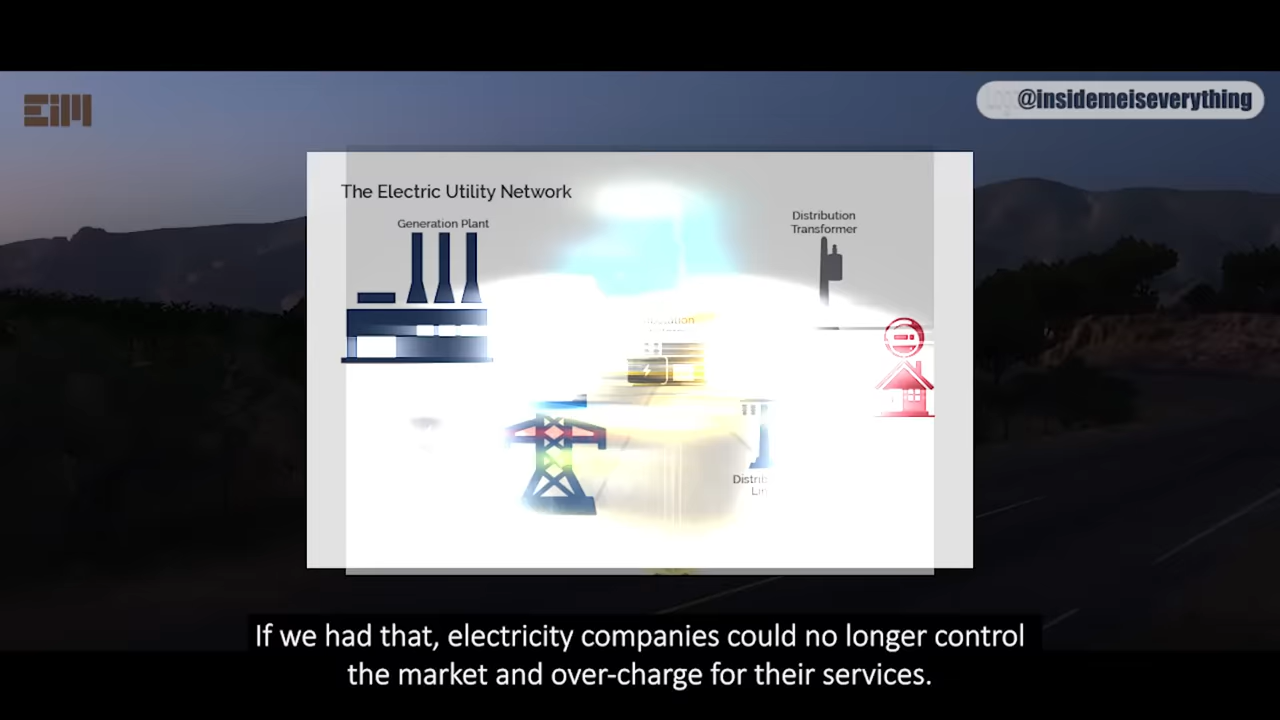 EiM
@insidemeiseverything
The Electric Utility Network
Generation Plant
Distribution
Transformer
If we had that, electricity companies could no longer control
the market and over-charge for their services.